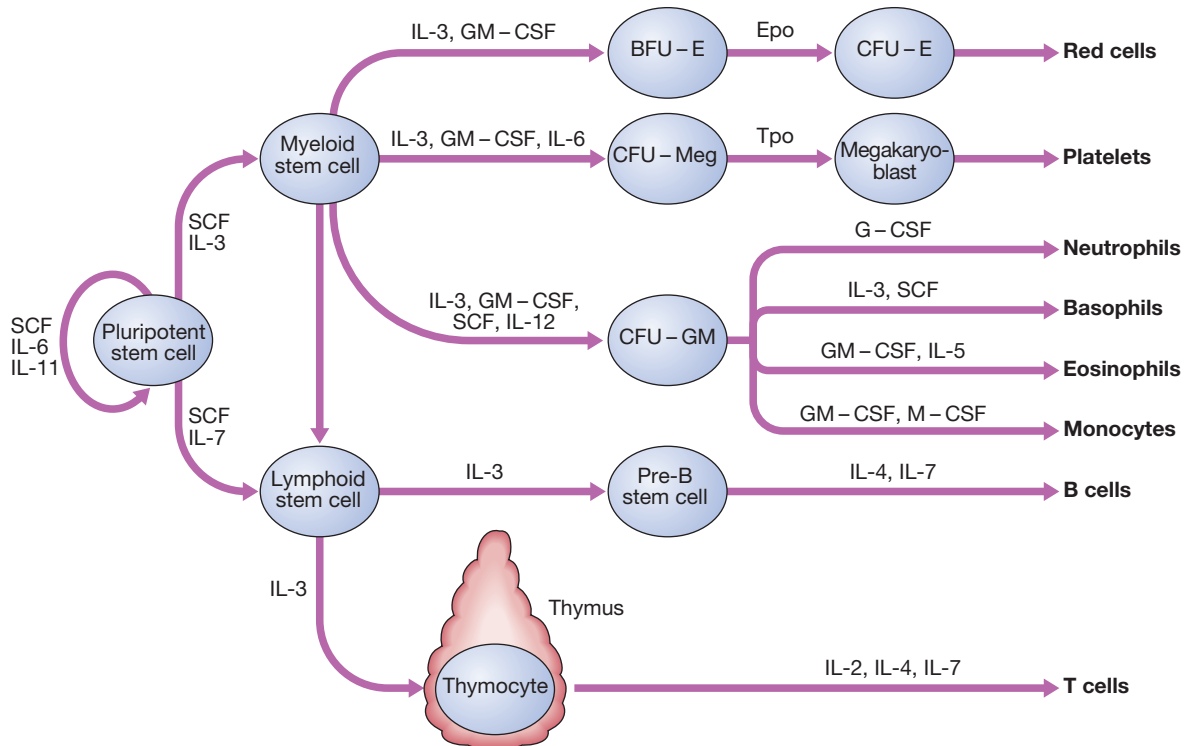 IL-3, GM – CSF
BFU – E
Epo
CFU – E
Red cells
Myeloid
stem cell
IL-3, GM – CSF, IL-6
CFU – Meg
Tpo
Megakaryo-
blast
Platelets
SCF
IL-3
G – CSF
Neutrophils
IL-3, GM – CSF,
SCF, IL-12
CFU – GM
IL-3, SCF
Basophils
SCF
IL-6
IL-11
Pluripotent
stem cell
GM – CSF, IL-5
Eosinophils
SCF
IL-7
GM – CSF, M – CSF
Monocytes
Lymphoid
stem cell
IL-3
Pre-B
stem cell
IL-4, IL-7
B cells
IL-3
Thymus
Thymocyte
IL-2, IL-4, IL-7
T cells